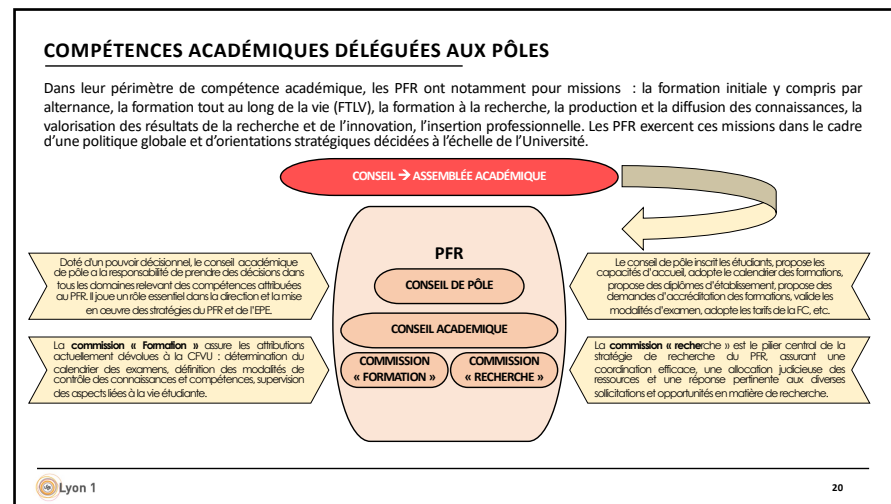 COMPÉTENCES ACADÉMIQUES DÉLÉGUÉES AUX PÔLES
Dans leur périmètre de compétence académique, les PFR ont notamment pour missions : la formation initiale y compris par
alternance, la formation tout au long de la vie (FTLV), la formation à la recherche, la production et la diffusion des connaissances, la
valorisation des résultats de la recherche et de l'innovation, l'insertion professionnelle. Les PFR exercent ces missions dans le cadre
d'une politique globale et d'orientations stratégiques décidées à l'échelle de l'Université.
CONSEIL → ASSEMBLÉE ACADÉMIQUE
Doté d'un pouvoir décisionnel, le conseil académique
de pôle a la responsabilité de prendre des décisions dans
tous les domaines relevant des compétences attribuées
au PFR. Il joue un rôle essentiel dans la direction et la mise
en œuvre des stratégies du PFR et de l'EPE.
La commission « Formation » assure les attributions
actuellement dévolues à la CFVU : détermination du
calendrier des examens, définition des modalités de
contrôle des connaissances et compétences, supervision
des aspects liées à la vie étudiante.
PFR
CONSEIL DE PÔLE
CONSEIL ACADEMIQUE
COMMISSION
« FORMATION »
COMMISSION
« RECHERCHE »
Le conseil de pôle inscrit les étudiants, propose les
capacités d'accueil, adopte le calendrier des formations,
propose des diplômes d'établissement, propose des
demandes d'accréditation des formations, valide les
modalités d'examen, adopte les tarifs de la FC, etc.
La commission « recherche » est le pilier central de la
stratégie de recherche du PFR, assurant une
coordination efficace, une allocation judicieuse des
ressources et une réponse pertinente aux diverses
sollicitations et opportunités en matière de recherche.
Lyon 1
20